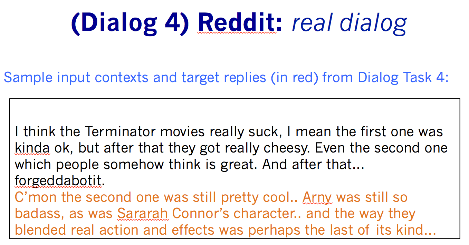 (Dialog 4) Reddit: real dialog
Sample input contexts and target replies (in red) from Dialog Task 4:
I think the Terminator movies really suck, I mean the first one was
kinda ok, but after that they got really cheesy. Even the second one
which people somehow think is great. And after that...
forgeddabotit.
C'mon the second one was still pretty cool.. Arny was still so
badass, as was Sararah Connor's character.. and the way they
blended real action and effects was perhaps the last of its kind...